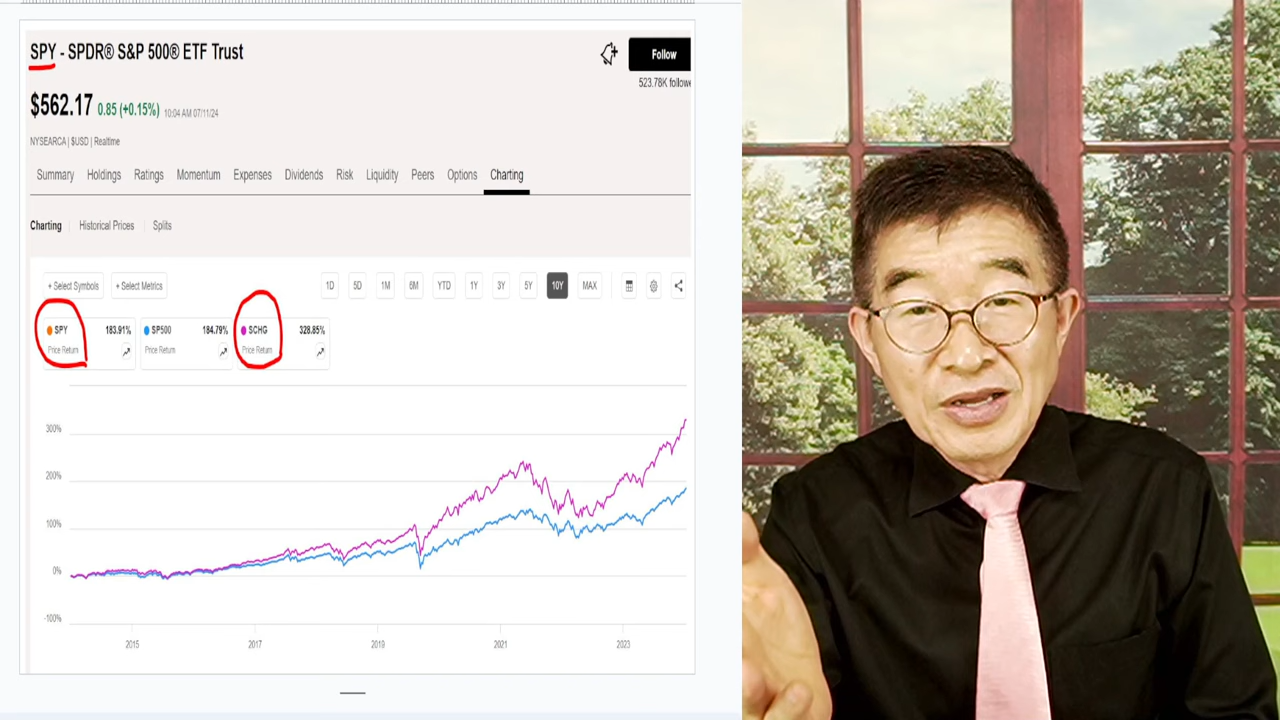 SPY - SPDR® S&P 500® ETF Trust
Follow
523.78K
$562.17 0.85 (+0.15%) 10:04 AM 07/11/24
NYSEARCA | $USD | Realtime
Summary Holdings Ratings Momentum Expenses Dividends Risk Liquidity Peers Options Charting
Charting | Historical Prices | Splits
+ Select Symbols + Select Metrics 1D 5D 1M 6M YTD 1Y 3Y 5Y 10Y MAX
SPY 183.91% SP500 184.79% SCHG 328.85%
Price Return Price Return Price Return
300%
200%
100%
0%
-100%
2015 2017 2019 2021 2023